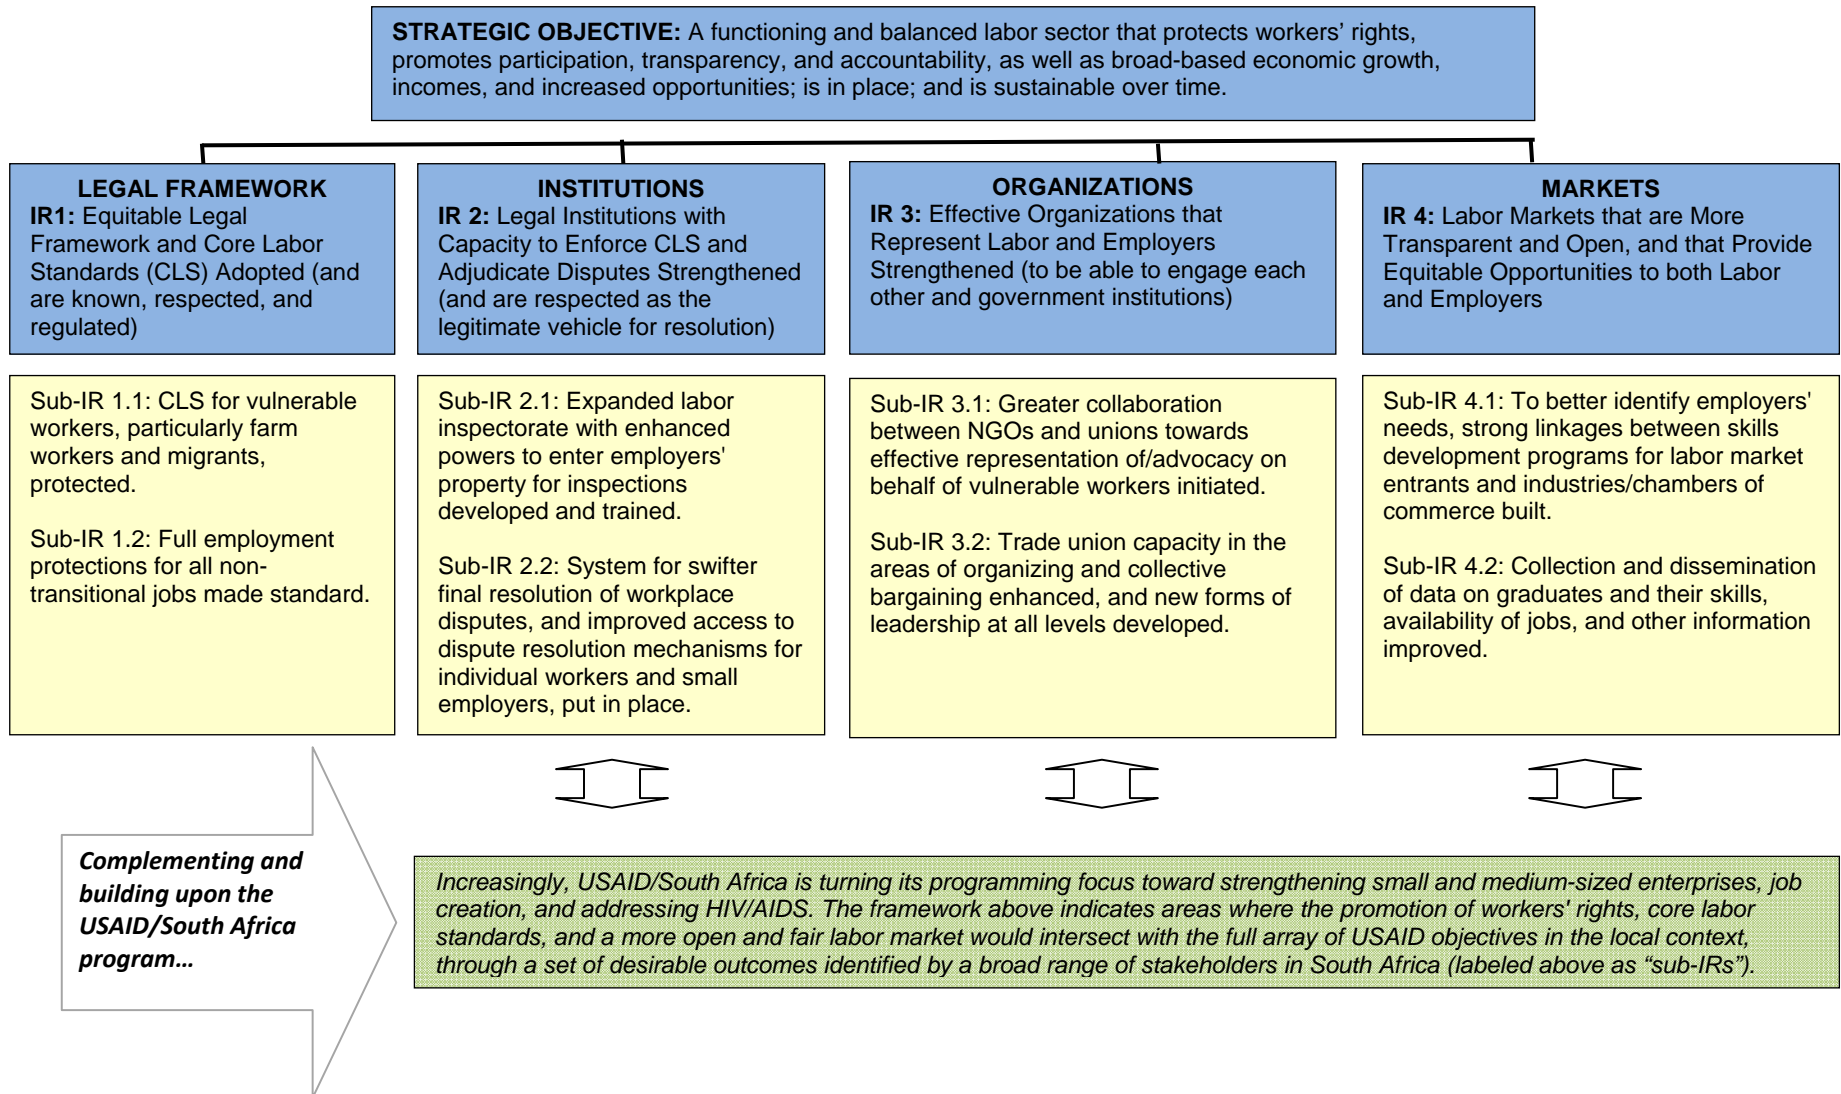 STRATEGIC OBJECTIVE: A functioning and balanced labor sector that protects workers’ rights,
promotes participation, transparency, and accountability, as well as broad-based economic growth,
incomes, and increased opportunities; is in place; and is sustainable over time.
LEGAL FRAMEWORK
IR1: Equitable Legal
Framework and Core Labor
Standards (CLS) Adopted (and
are known, respected, and
regulated)
INSTITUTIONS
IR 2: Legal Institutions with
Capacity to Enforce CLS and
Adjudicate Disputes Strengthened
(and are respected as the
legitimate vehicle for resolution)
ORGANIZATIONS
IR 3: Effective Organizations that
Represent Labor and Employers
Strengthened (to be able to engage each
other and government institutions)
MARKETS
IR 4: Labor Markets that are More
Transparent and Open, and that Provide
Equitable Opportunities to both Labor
and Employers
Sub-IR 1.1: CLS for vulnerable
workers, particularly farm
workers and migrants,
protected.
Sub-IR 1.2: Full employment
protections for all non-
transitional jobs made standard.
Sub-IR 2.1: Expanded labor
inspectorate with enhanced
powers to enter employers'
property for inspections
developed and trained.
Sub-IR 2.2: System for swifter
final resolution of workplace
disputes, and improved access to
dispute resolution mechanisms for
individual workers and small
employers, put in place.
Sub-IR 3.1: Greater collaboration
between NGOs and unions towards
effective representation of/advocacy on
behalf of vulnerable workers initiated.
Sub-IR 3.2: Trade union capacity in the
areas of organizing and collective
bargaining enhanced, and new forms of
leadership at all levels developed.
Sub-IR 4.1: To better identify employers'
needs, strong linkages between skills
development programs for labor market
entrants and industries/chambers of
commerce built.
Sub-IR 4.2: Collection and dissemination
of data on graduates and their skills,
availability of jobs, and other information
improved.
Complementing and
building upon the
USAID/South Africa
program…
Increasingly, USAID/South Africa is turning its programming focus toward strengthening small and medium-sized enterprises, job
creation, and addressing HIV/AIDS. The framework above indicates areas where the promotion of workers' rights, core labor
standards, and a more open and fair labor market would intersect with the full array of USAID objectives in the local context,
through a set of desirable outcomes identified by a broad range of stakeholders in South Africa (labeled above as “sub-IRs”).